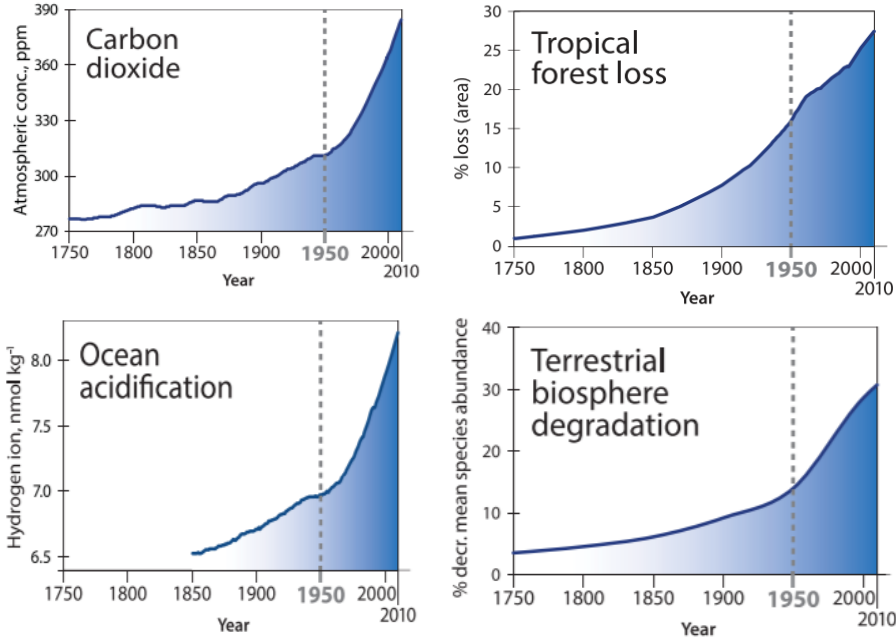 Carbon
dioxide
Atmospheric conc., ppm
390
360
330
300
270
1750
1800
1850
1900
1950
2000
2010
Year
Tropical
forest loss
% loss (area)
30
25
20
15
10
5
0
1750
1800
1850
1900
1950
2000
2010
Year
Ocean
acidification
Hydrogen ion, nmol kg⁻¹
8.0
7.5
7.0
6.5
1750
1800
1850
1900
1950
2000
2010
Year
Terrestrial
biosphere
degradation
% decr. mean species abundance
40
30
20
10
0
1750
1800
1850
1900
1950
2000
2010
Year